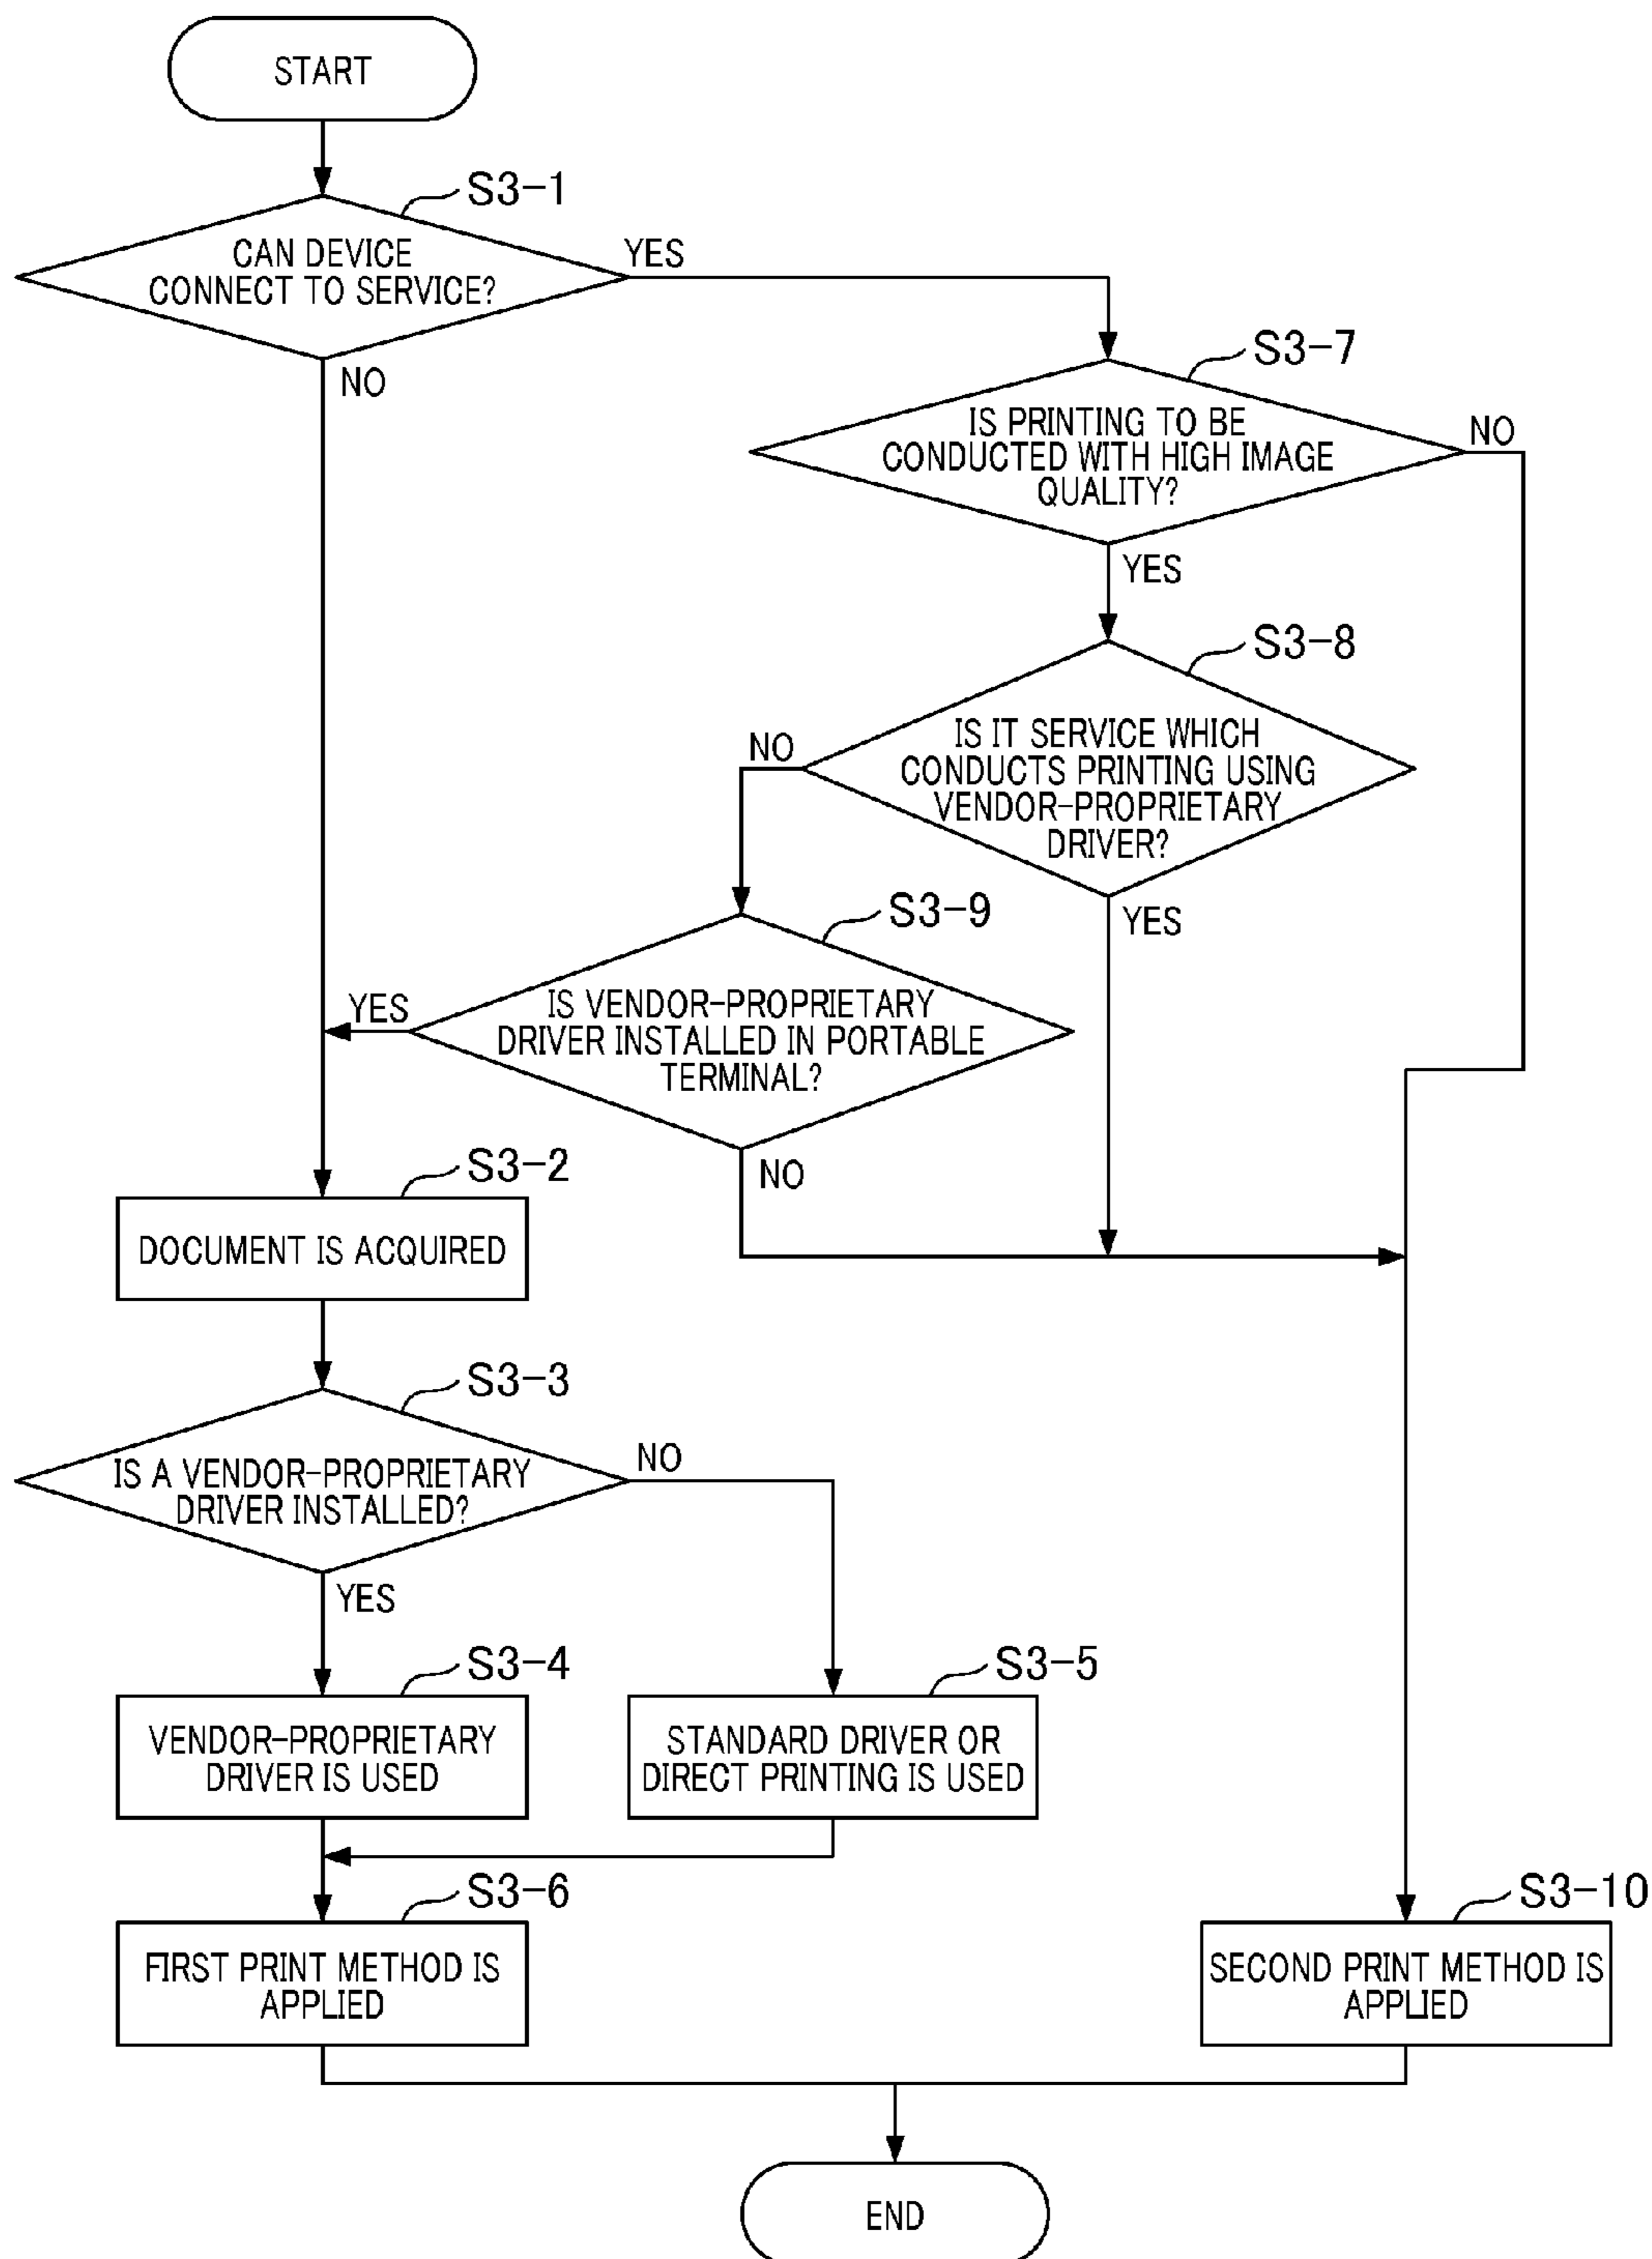 START
S3-1
CAN DEVICE
CONNECT TO SERVICE?
YES
NO
S3-7
IS PRINTING TO BE
CONDUCTED WITH HIGH IMAGE
QUALITY?
NO
YES
S3-8
IS IT SERVICE WHICH
CONDUCTS PRINTING USING
VENDOR-PROPRIETARY
DRIVER?
NO
YES
S3-9
IS VENDOR-PROPRIETARY
DRIVER INSTALLED IN PORTABLE
TERMINAL?
YES
NO
S3-2
DOCUMENT IS ACQUIRED
S3-3
IS A VENDOR-PROPRIETARY
DRIVER INSTALLED?
NO
YES
S3-4
VENDOR-PROPRIETARY
DRIVER IS USED
S3-5
STANDARD DRIVER OR
DIRECT PRINTING IS USED
S3-6
FIRST PRINT METHOD IS
APPLIED
S3-10
SECOND PRINT METHOD IS
APPLIED
END